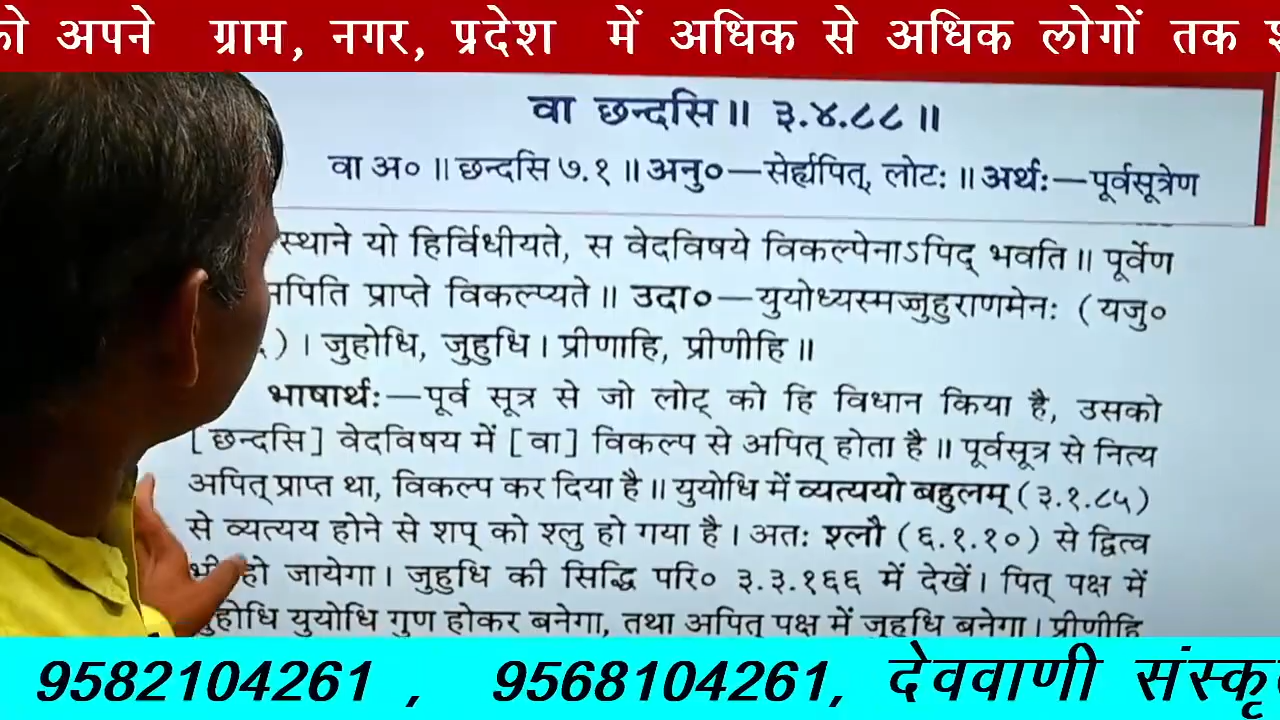 को अपने ग्राम, नगर, प्रदेश में अधिक से अधिक लोगों तक
वा छन्दसि॥ ३.४.८८॥
वा अ०॥ छन्दसि ७.१॥ अनु०—सेर्ह्यपित्, लोटः॥ अर्थः—पूर्वसूत्रेण
स्थाने यो हिर्विधीयते, स वेदविषये विकल्पेनाऽपिद् भवति॥ पूर्वेण
प्राप्ते विकल्प्यते॥ उदा०—युयोध्यस्मज्जुहुराणमेनः (यजु०
)। जुहोधि, जुहुधि। प्रीणाहि, प्रीणीहि॥
भाषार्थः—पूर्व सूत्र से जो लोट् को हि विधान किया है, उसको
[छन्दसि] वेदविषय में [वा] विकल्प से अपित् होता है॥ पूर्वसूत्र से नित्य
अपित् प्राप्त था, विकल्प कर दिया है॥ युयोधि में व्यत्ययो बहुलम् (३.१.८५)
से व्यत्यय होने से शप् को श्लु हो गया है। अतः श्लौ (६.१.१०) से द्वित्व
भी हो जायेगा। जुहुधि की सिद्धि परि० ३.३.१६६ में देखें। पित् पक्ष में
जुहोधि युयोधि गुण होकर बनेगा, तथा अपित् पक्ष में जुहुधि बनेगा। प्रीणीहि
9582104261 , 9568104261, देववाणी